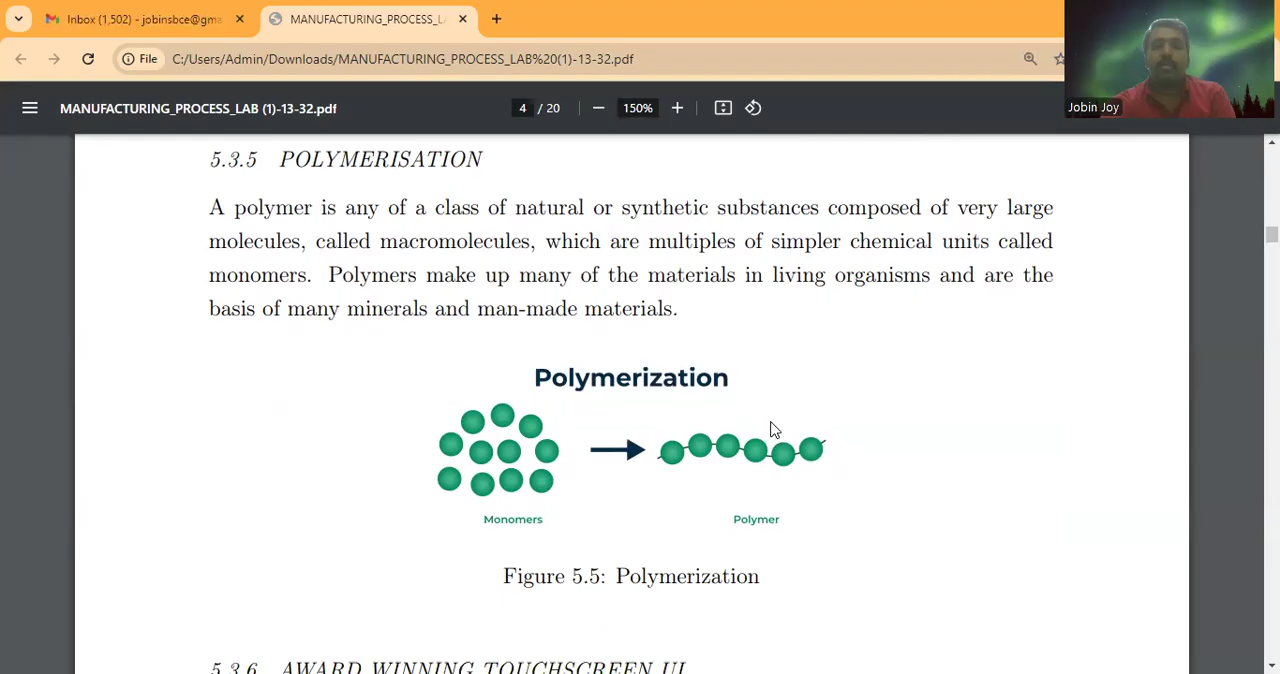 Inbox (1,502) - jobinsbce@gm
MANUFACTURING_PROCESS_L
File
C:/Users/Admin/Downloads/MANUFACTURING_PROCESS_LAB%20(1)-13-32.pdf
Jobin Joy
MANUFACTURING_PROCESS_LAB (1)-13-32.pdf
4 / 20
150%
5.3.5 POLYMERISATION
A polymer is any of a class of natural or synthetic substances composed of very large
molecules, called macromolecules, which are multiples of simpler chemical units called
monomers. Polymers make up many of the materials in living organisms and are the
basis of many minerals and man-made materials.
Polymerization
Monomers
Polymer
Figure 5.5: Polymerization
5.3.6 AWARD WINNING TOUCHSCREEN UI